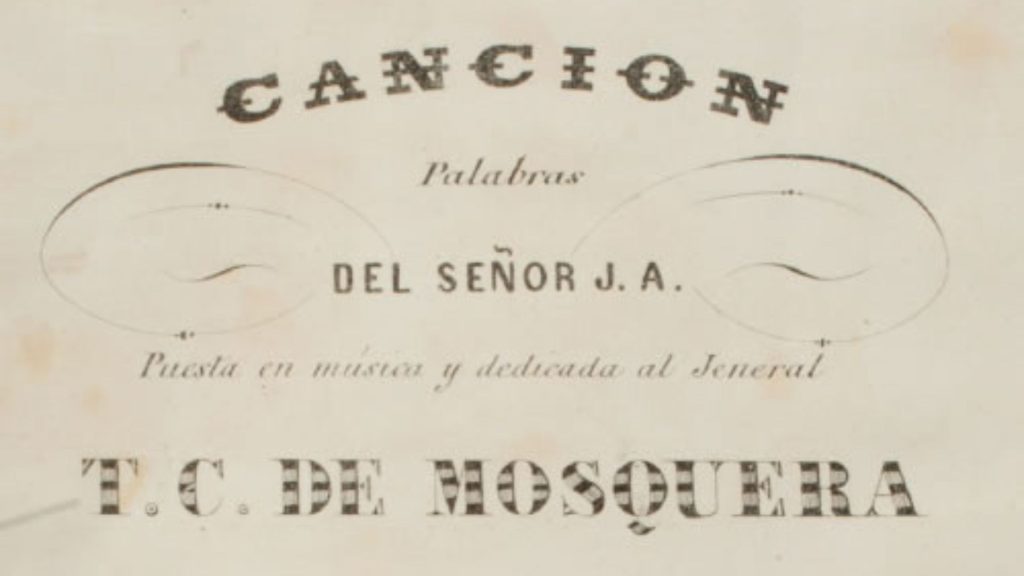 CANCION
Palabras
DEL SEÑOR J. A.
Puesta en música y dedicada al Jeneral
T. C. DE MOSQUERA